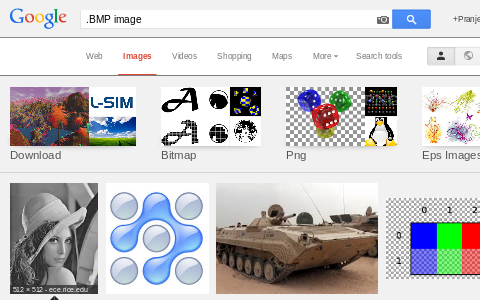 Google .BMP image +Pranje
Web Images Videos Shopping Maps More Search tools
L-SIM
Download Bitmap Png Eps Images
A
0 1 2
0
1
512 × 512 - ece.rice.edu